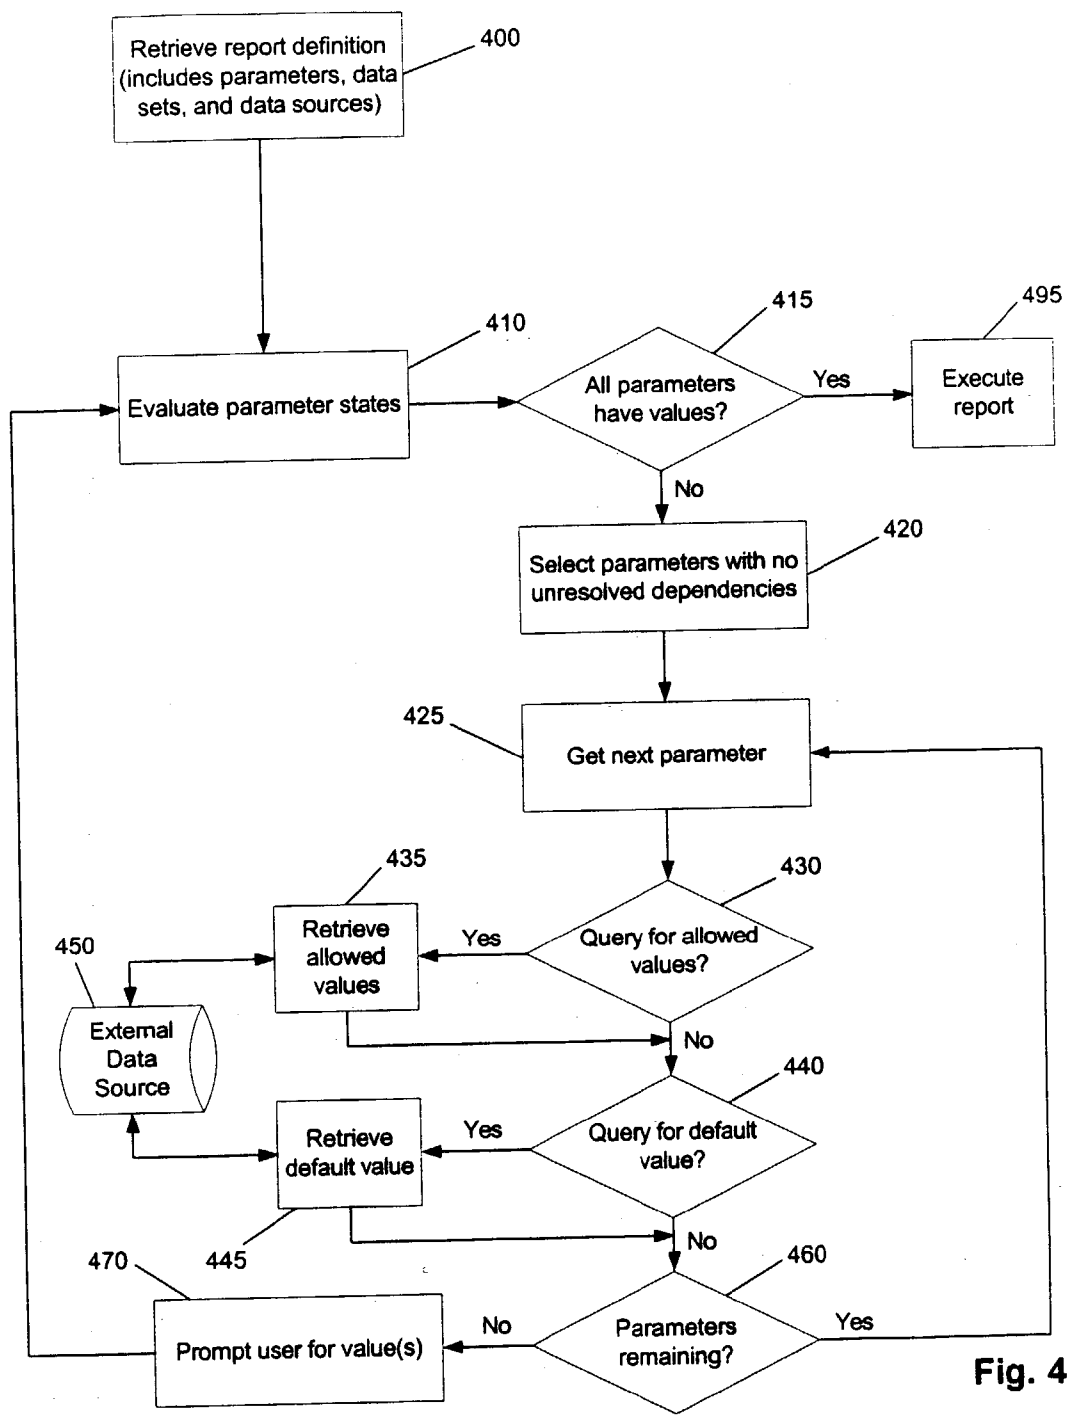 Retrieve report definition
(includes parameters, data
sets, and data sources)
400
410
Evaluate parameter states
415
All parameters
have values?
Yes
495
Execute
report
No
420
Select parameters with no
unresolved dependencies
425
Get next parameter
430
Query for allowed
values?
Yes
435
Retrieve
allowed
values
450
External
Data
Source
No
440
Query for default
value?
Yes
Retrieve
default value
445
No
460
Parameters
remaining?
Yes
No
470
Prompt user for value(s)
Fig. 4